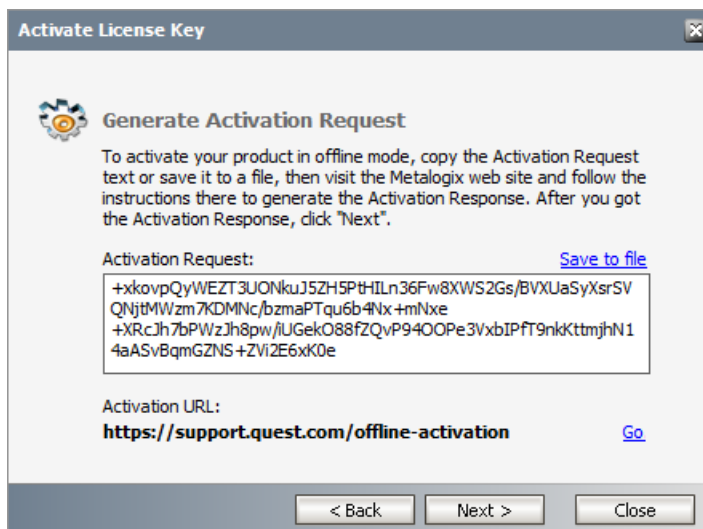 Activate License Key
Generate Activation Request
To activate your product in offline mode, copy the Activation Request
text or save it to a file, then visit the Metalogix web site and follow the
instructions there to generate the Activation Response. After you got
the Activation Response, click "Next".
Activation Request:
Save to file
+xkovpQyWEZT3UONkuJ5ZH5PtHILn36Fw8XWS2Gs/BVXUaSyXsrSV
QNjtMWzm7KDMNc/bzmaPTqu6b4Nx+mNxe
+XRcJh7bPWzJh8pw/iUGekO88fZQvP94OOPe3VxbIPfT9nkKttmjhN1
4aASvBqmGZNS+ZVi2E6xK0e
Activation URL:
https://support.quest.com/offline-activation
Go
< Back
Next >
Close